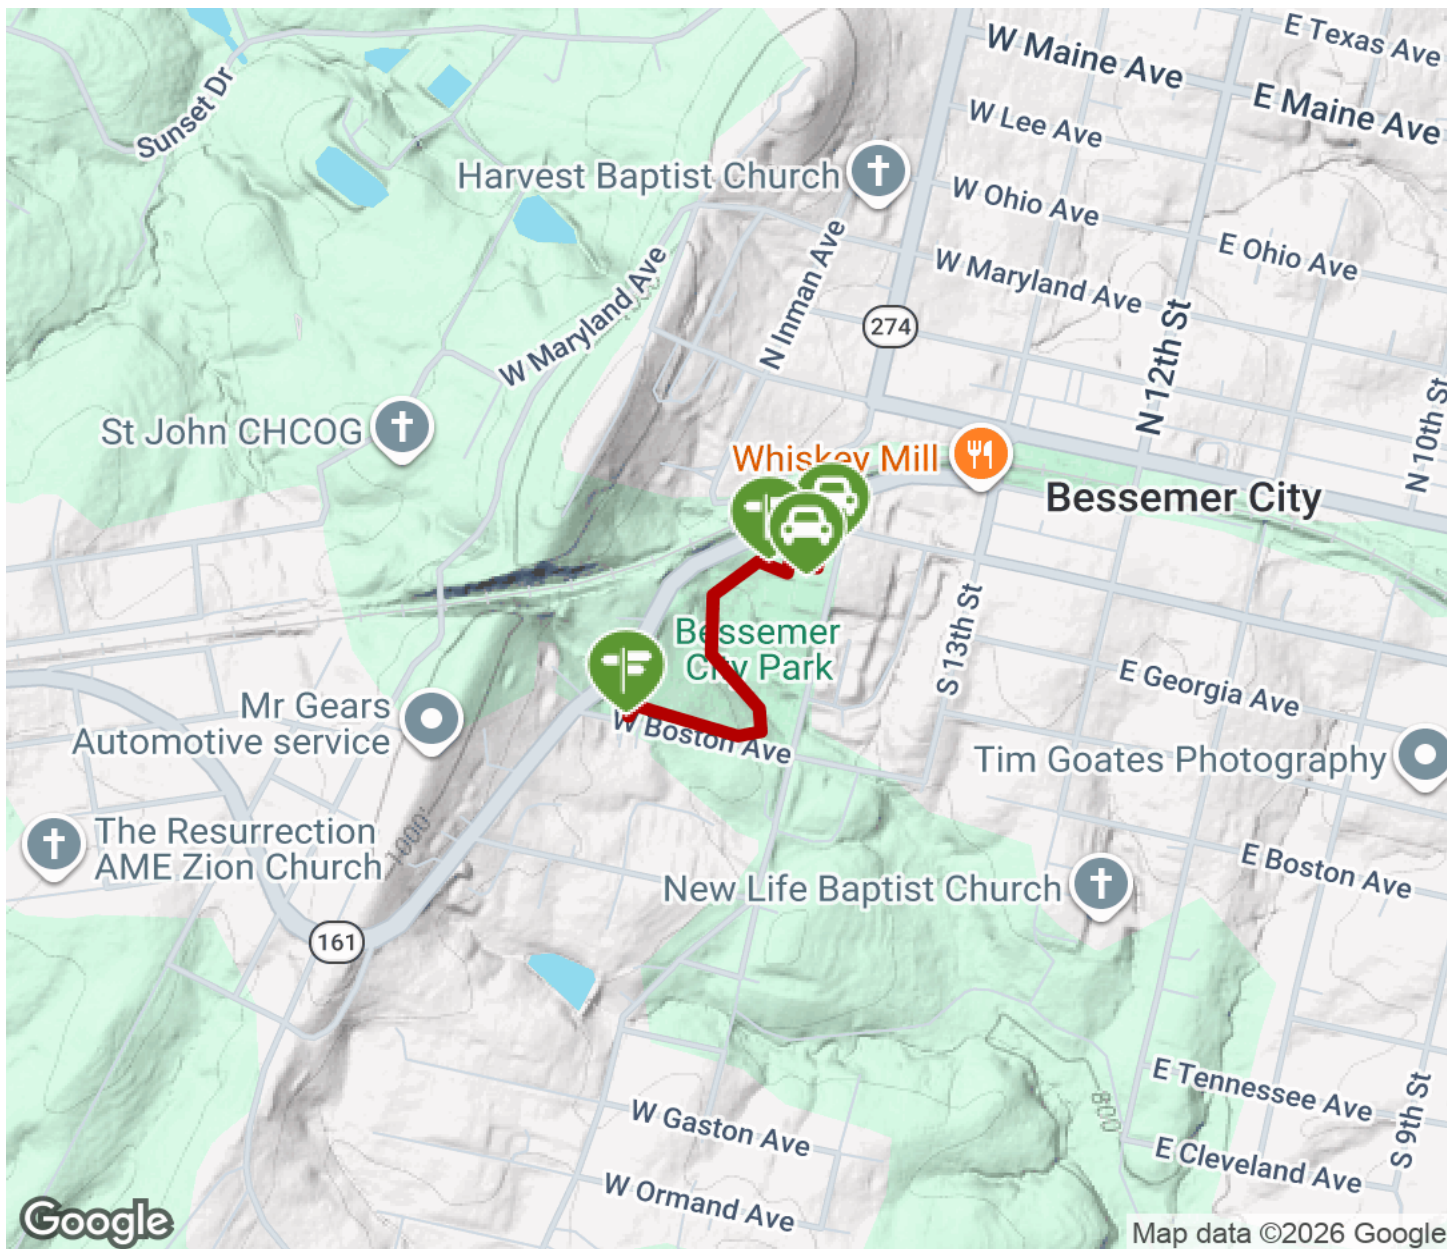 E Texas Ave
W Maine Ave
E Maine Ave
Sunset Dr
W Lee Ave
Harvest Baptist Church
W Ohio Ave
E Ohio Ave
W Maryland Ave
W Maryland Ave
N Inman Ave
274
N 12th St
N 10th St
St John CHCOG
Whiskey Mill
Bessemer City
Bessemer
City Park
S 13th St
E Georgia Ave
Mr Gears
Automotive service
W Boston Ave
Tim Goates Photography
1000'
The Resurrection
AME Zion Church
E Boston Ave
New Life Baptist Church
161
E Tennessee Ave
800
W Gaston Ave
E Cleveland Ave
S 9th St
W Ormand Ave
Google
Map data ©2026 Google